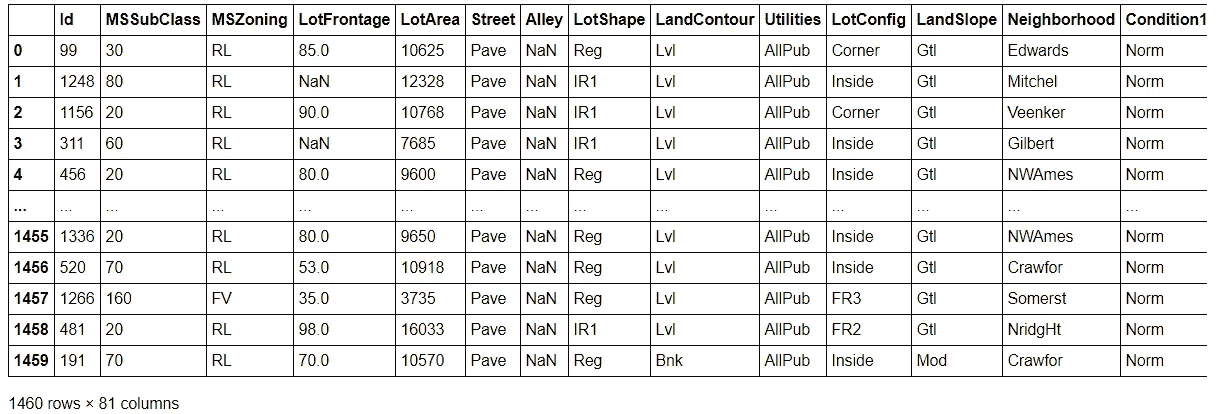 Id MSSubClass MSZoning LotFrontage LotArea Street Alley LotShape LandContour Utilities LotConfig LandSlope Neighborhood Condition1
0 99 30 RL 85.0 10625 Pave NaN Reg Lvl AllPub Corner Gtl Edwards Norm
1 1248 80 RL NaN 12328 Pave NaN IR1 Lvl AllPub Inside Gtl Mitchel Norm
2 1156 20 RL 90.0 10768 Pave NaN IR1 Lvl AllPub Corner Gtl Veenker Norm
3 311 60 RL NaN 7685 Pave NaN IR1 Lvl AllPub Inside Gtl Gilbert Norm
4 456 20 RL 80.0 9600 Pave NaN Reg Lvl AllPub Inside Gtl NWAmes Norm
... ... ... ... ... ... ... ... ... ... ... ... ... ... ...
1455 1336 20 RL 80.0 9650 Pave NaN Reg Lvl AllPub Inside Gtl NWAmes Norm
1456 520 70 RL 53.0 10918 Pave NaN Reg Lvl AllPub Inside Gtl Crawfor Norm
1457 1266 160 FV 35.0 3735 Pave NaN Reg Lvl AllPub FR3 Gtl Somerst Norm
1458 481 20 RL 98.0 16033 Pave NaN IR1 Lvl AllPub FR2 Gtl NridgHt Norm
1459 191 70 RL 70.0 10570 Pave NaN Reg Bnk AllPub Inside Mod Crawfor Norm
1460 rows × 81 columns